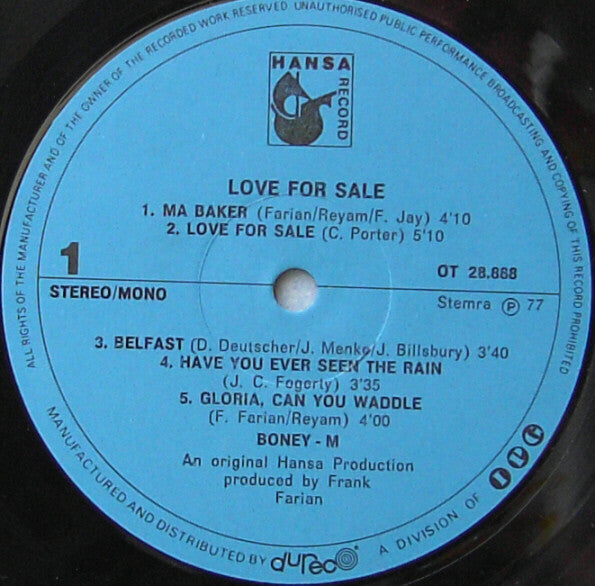 ALL RIGHTS OF THE MANUFACTURER AND OF THE OWNER OF THE RECORDED WORK RESERVED UNAUTHORISED PUBLIC PERFORMANCE BROADCASTING AND COPYING OF THIS RECORD PROHIBITED
HANSA
RECORD
LOVE FOR SALE
1. MA BAKER (Farian/Reyam/F. Jay) 4'10
2. LOVE FOR SALE (C. Porter) 5'10
1
OT 28.888
STEREO/MONO
Stemra Ⓟ 77
3. BELFAST (D. Deutscher/J. Menke/J. Billsbury) 3'40
4. HAVE YOU EVER SEEN THE RAIN
(J. C. Fogerty) 3'35
5. GLORIA, CAN YOU WADDLE
(F. Farian/Reyam) 4'00
BONEY - M
An original Hansa Production
produced by Frank
Farian
MANUFACTURED AND DISTRIBUTED BY dureco A DIVISION OF